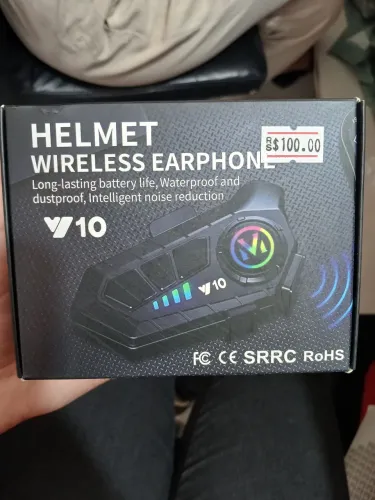 HELMET
WIRELESS EARPHONE
R$ $100.00
Long-lasting battery life, Waterproof and
dustproof, Intelligent noise reduction
Y10
Y10
FC CE SRRC RoHS